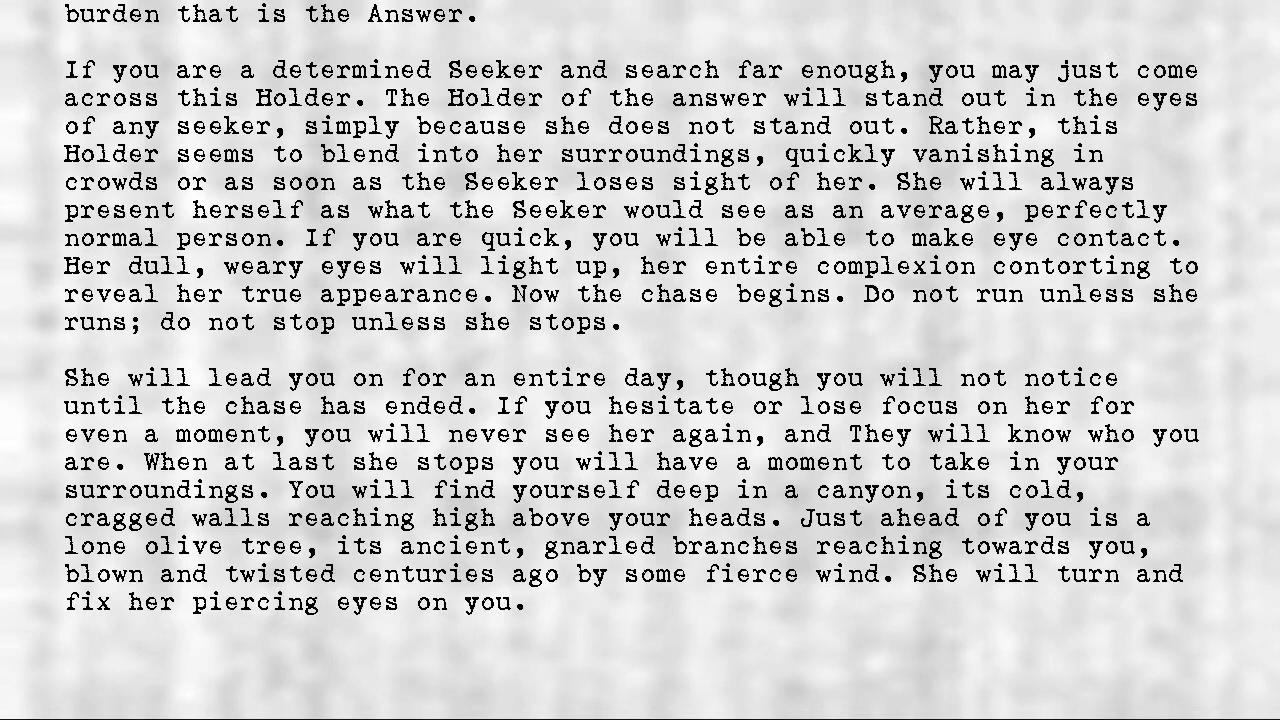 burden that is the Answer.
If you are a determined Seeker and search far enough, you may just come
across this Holder. The Holder of the answer will stand out in the eyes
of any seeker, simply because she does not stand out. Rather, this
Holder seems to blend into her surroundings, quickly vanishing in
crowds or as soon as the Seeker loses sight of her. She will always
present herself as what the Seeker would see as an average, perfectly
normal person. If you are quick, you will be able to make eye contact.
Her dull, weary eyes will light up, her entire complexion contorting to
reveal her true appearance. Now the chase begins. Do not run unless she
runs; do not stop unless she stops.
She will lead you on for an entire day, though you will not notice
until the chase has ended. If you hesitate or lose focus on her for
even a moment, you will never see her again, and They will know who you
are. When at last she stops you will have a moment to take in your
surroundings. You will find yourself deep in a canyon, its cold,
cragged walls reaching high above your heads. Just ahead of you is a
lone olive tree, its ancient, gnarled branches reaching towards you,
blown and twisted centuries ago by some fierce wind. She will turn and
fix her piercing eyes on you.